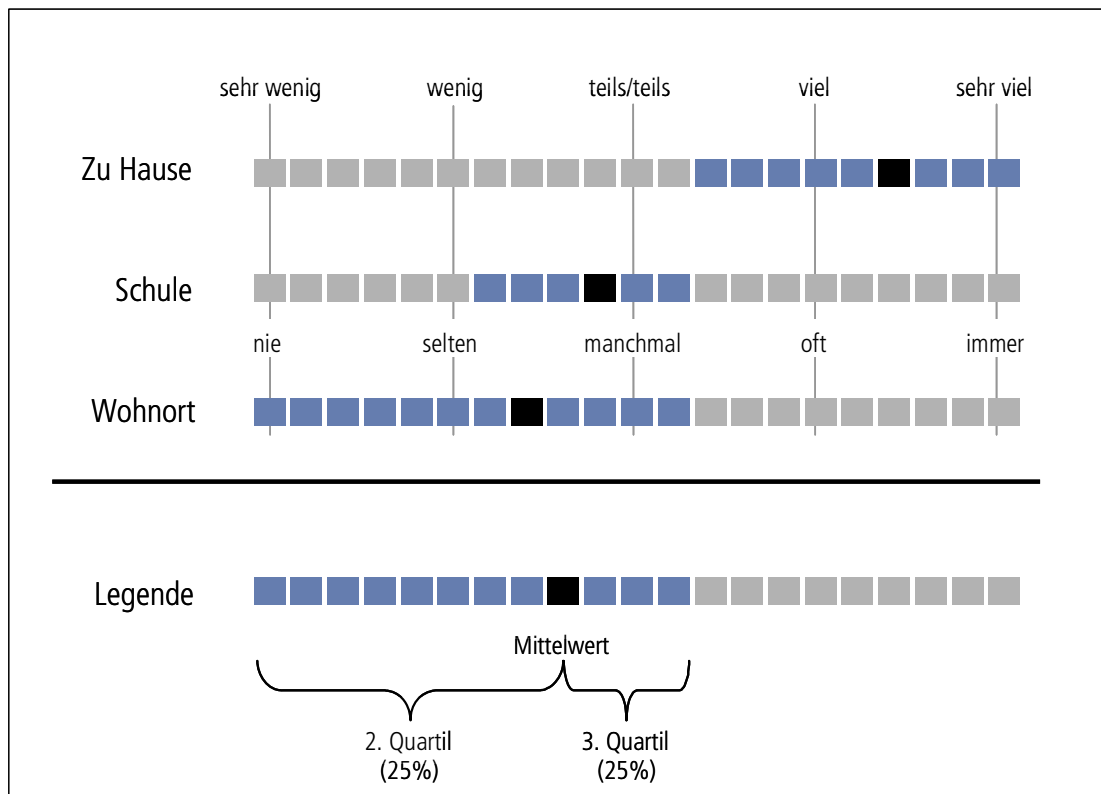 sehr wenig wenig teils/teils viel sehr viel
Zu Hause
Schule
nie selten manchmal oft immer
Wohnort
Legende
Mittelwert
2. Quartil 3. Quartil
(25%) (25%)